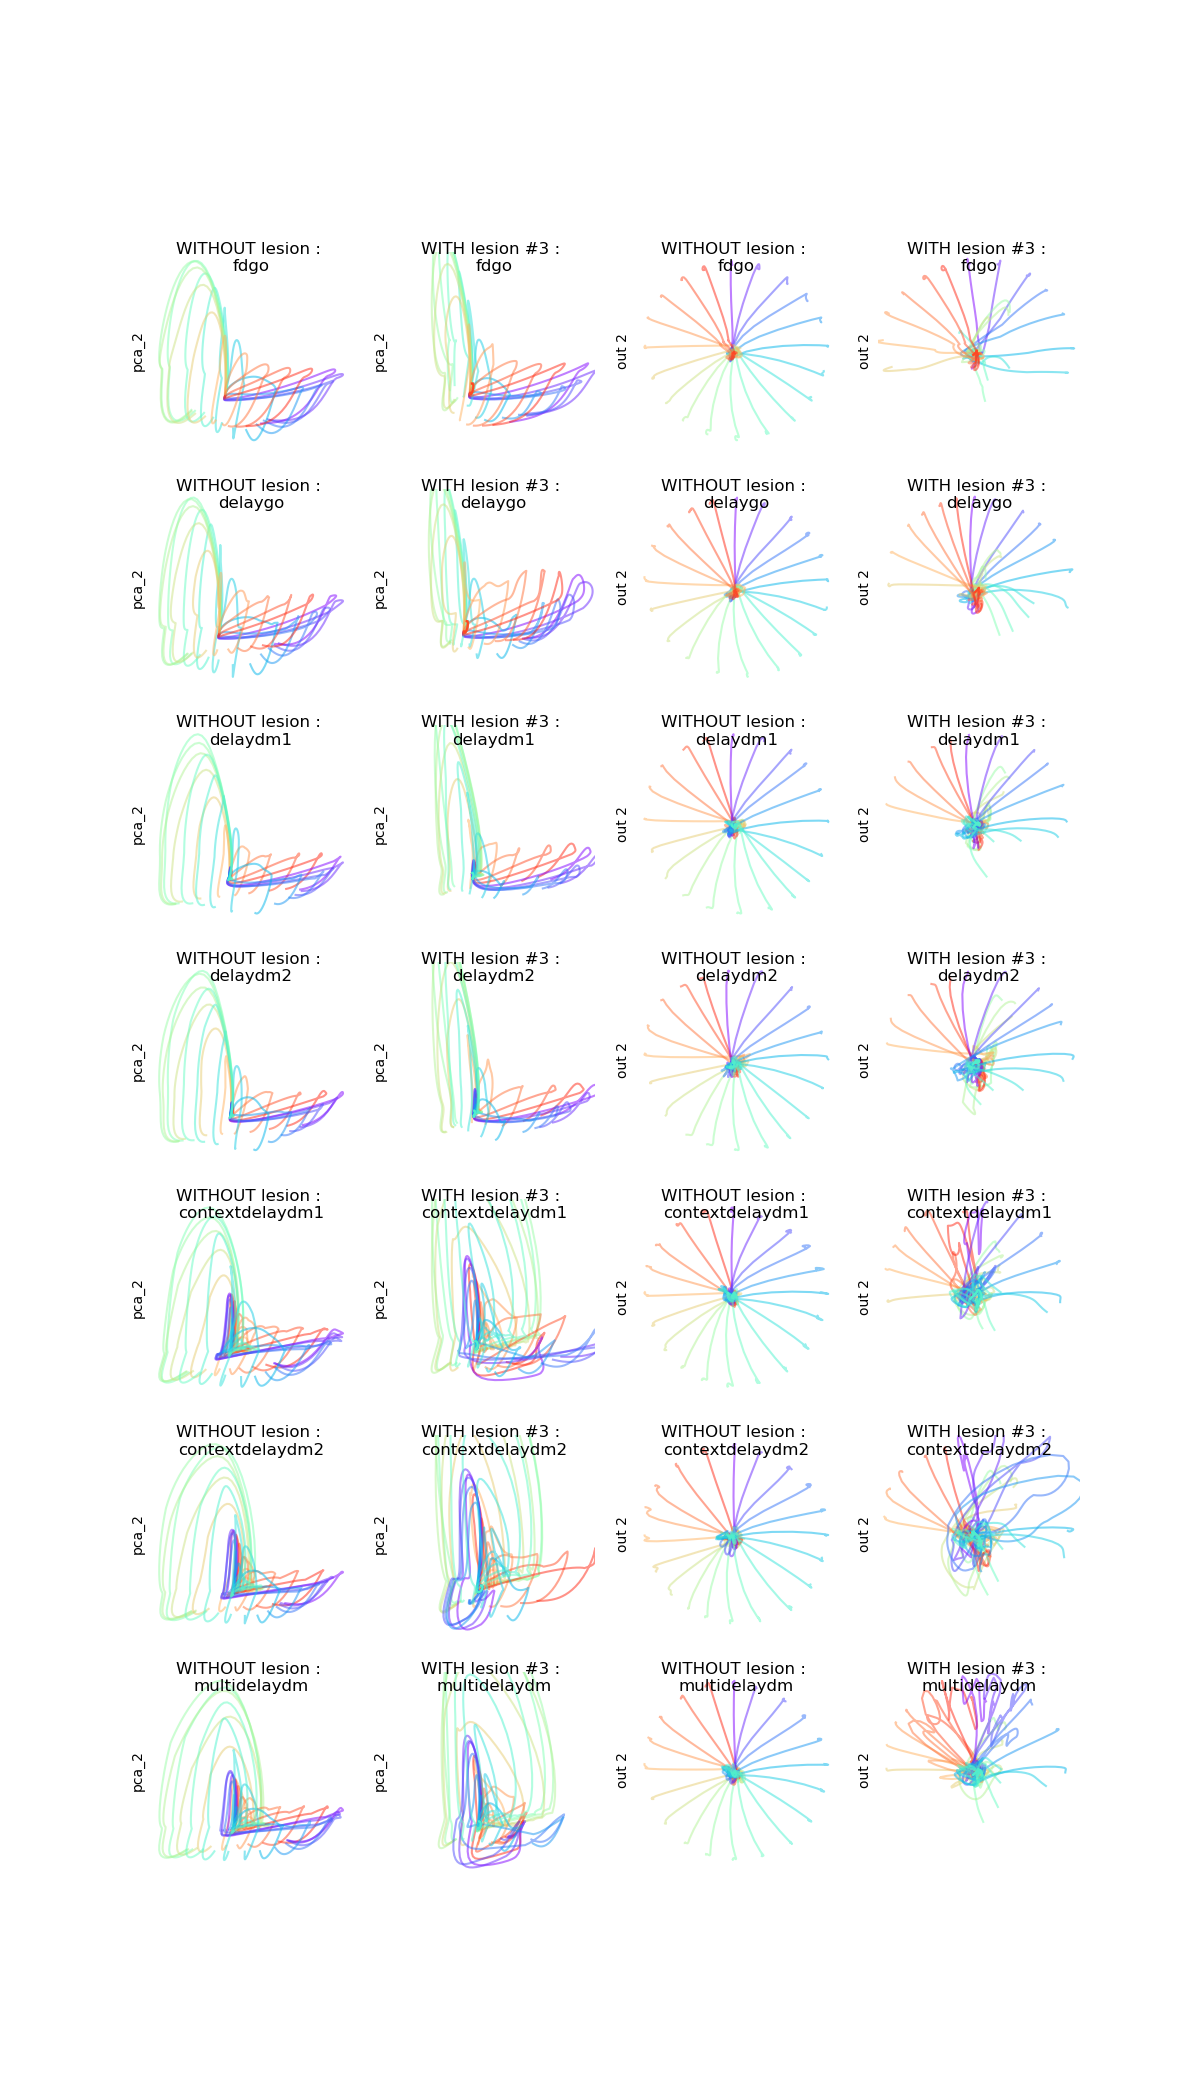 WITHOUT lesion :
fdgo
WITH lesion #3 :
fdgo
WITHOUT lesion :
fdgo
WITH lesion #3 :
fdgo
pca_2
pca_2
out 2
out 2
WITHOUT lesion :
delaygo
WITH lesion #3 :
delaygo
WITHOUT lesion :
delaygo
WITH lesion #3 :
delaygo
pca_2
pca_2
out 2
out 2
WITHOUT lesion :
delaydm1
WITH lesion #3 :
delaydm1
WITHOUT lesion :
delaydm1
WITH lesion #3 :
delaydm1
pca_2
pca_2
out 2
out 2
WITHOUT lesion :
delaydm2
WITH lesion #3 :
delaydm2
WITHOUT lesion :
delaydm2
WITH lesion #3 :
delaydm2
pca_2
pca_2
out 2
out 2
WITHOUT lesion :
contextdelaydm1
WITH lesion #3 :
contextdelaydm1
WITHOUT lesion :
contextdelaydm1
WITH lesion #3 :
contextdelaydm1
pca_2
pca_2
out 2
out 2
WITHOUT lesion :
contextdelaydm2
WITH lesion #3 :
contextdelaydm2
WITHOUT lesion :
contextdelaydm2
WITH lesion #3 :
contextdelaydm2
pca_2
pca_2
out 2
out 2
WITHOUT lesion :
multidelaydm
WITH lesion #3 :
multidelaydm
WITHOUT lesion :
multidelaydm
WITH lesion #3 :
multidelaydm
pca_2
pca_2
out 2
out 2